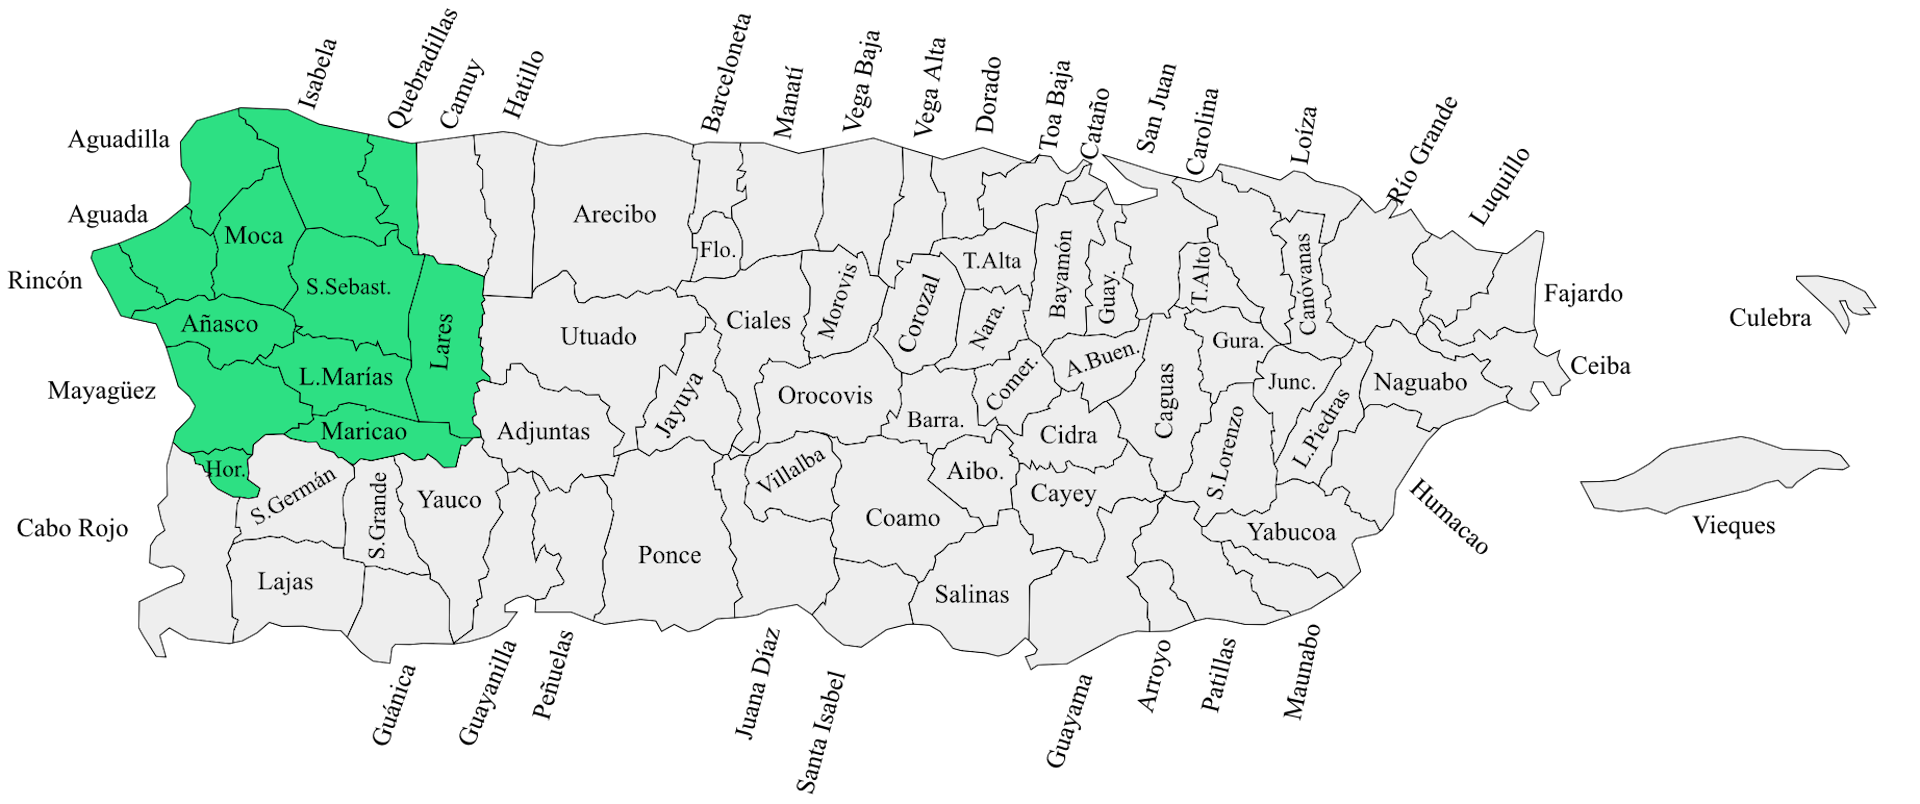 Isabela
Quebradillas
Camuy
Hatillo
Barceloneta
Manatí
Vega Baja
Vega Alta
Dorado
Toa Baja
Cataño
San Juan
Carolina
Loíza
Río Grande
Luquillo
Aguadilla
Aguada
Moca
Arecibo
Flo.
T.Alta
Bayamón
Guay.
T.Alto
Canóvanas
Rincón
S.Sebast.
Fajardo
Culebra
Añasco
Lares
Utuado
Ciales
Morovis
Corozal
Nara.
A.Buen.
Gura.
Ceiba
Mayagüez
L.Marías
Jayuya
Orocovis
Barra.
Comer.
Caguas
Junc.
Naguabo
Maricao
Adjuntas
Cidra
S.Lorenzo
L.Piedras
Hor.
S.Germán
S.Grande
Yauco
Villalba
Aibo.
Cayey
Humacao
Cabo Rojo
Coamo
Yabucoa
Vieques
Lajas
Ponce
Salinas
Guánica
Guayanilla
Peñuelas
Juana Díaz
Santa Isabel
Guayama
Arroyo
Patillas
Maunabo